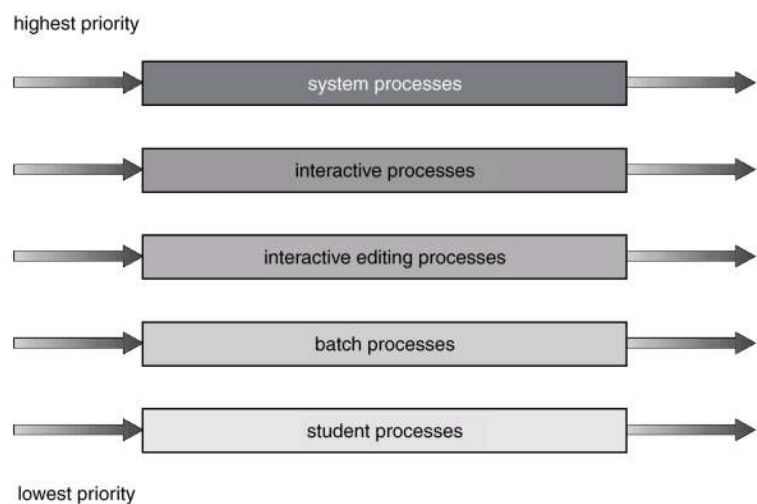 highest priority
system processes
interactive processes
interactive editing processes
batch processes
student processes
lowest priority